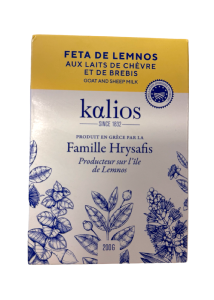 FETA DE LEMNOS
AUX LAITS DE CHÈVRE
ET DE BREBIS
GOAT AND SHEEP MILK
kalios
SINCE 1032
PRODUIT EN GRÈCE PAR LA
Famille Hrysafis
Producteur sur l'île
de Lemnos
200G